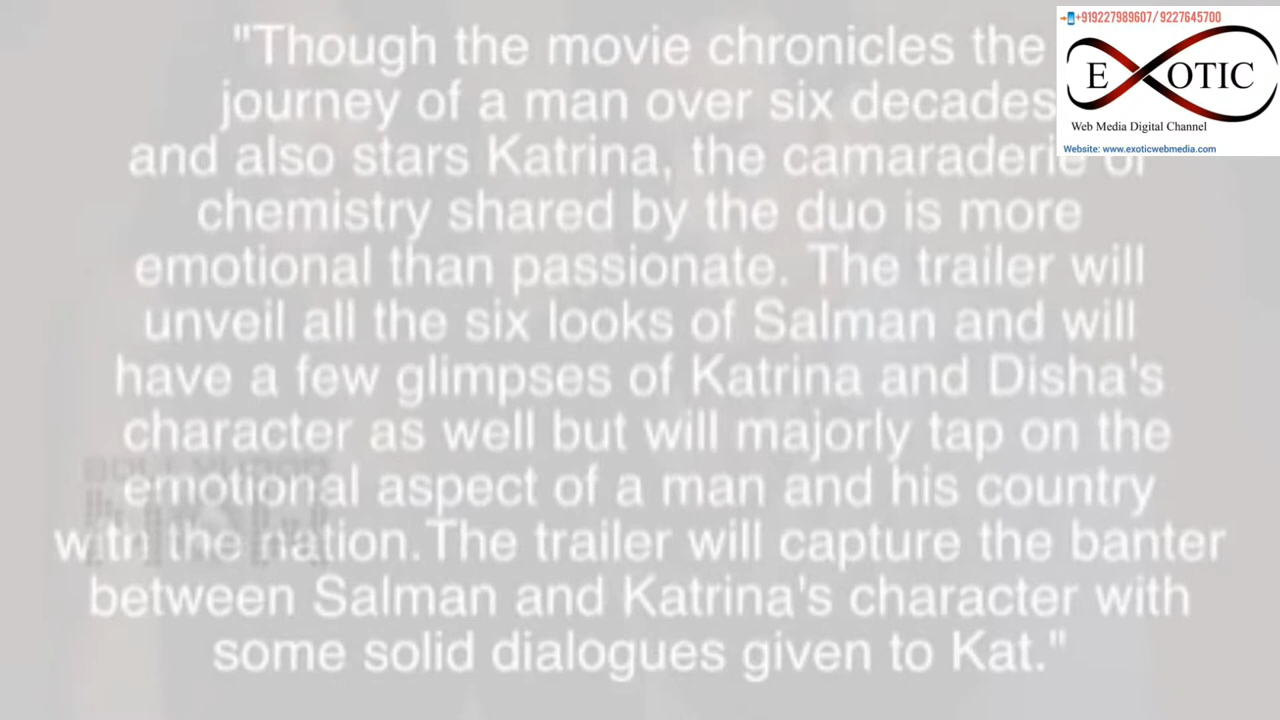 "Though the movie chronicles the
journey of a man over six decades
and also stars Katrina, the camaraderie or
chemistry shared by the duo is more
emotional than passionate. The trailer will
unveil all the six looks of Salman and will
have a few glimpses of Katrina and Disha's
character as well but will majorly tap on the
emotional aspect of a man and his country
with the nation.The trailer will capture the banter
between Salman and Katrina's character with
some solid dialogues given to Kat."
+919227989607/ 9227645700
EXOTIC
Web Media Digital Channel
Website: www.exoticwebmedia.com